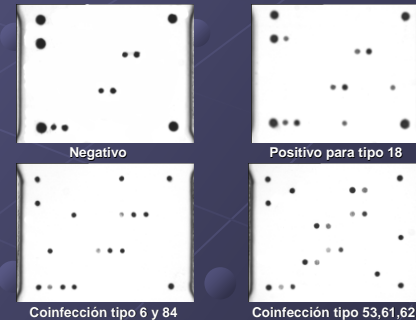 Negativo
Positivo para tipo 18
Coinfección tipo 6 y 84
Coinfección tipo 53,61,62